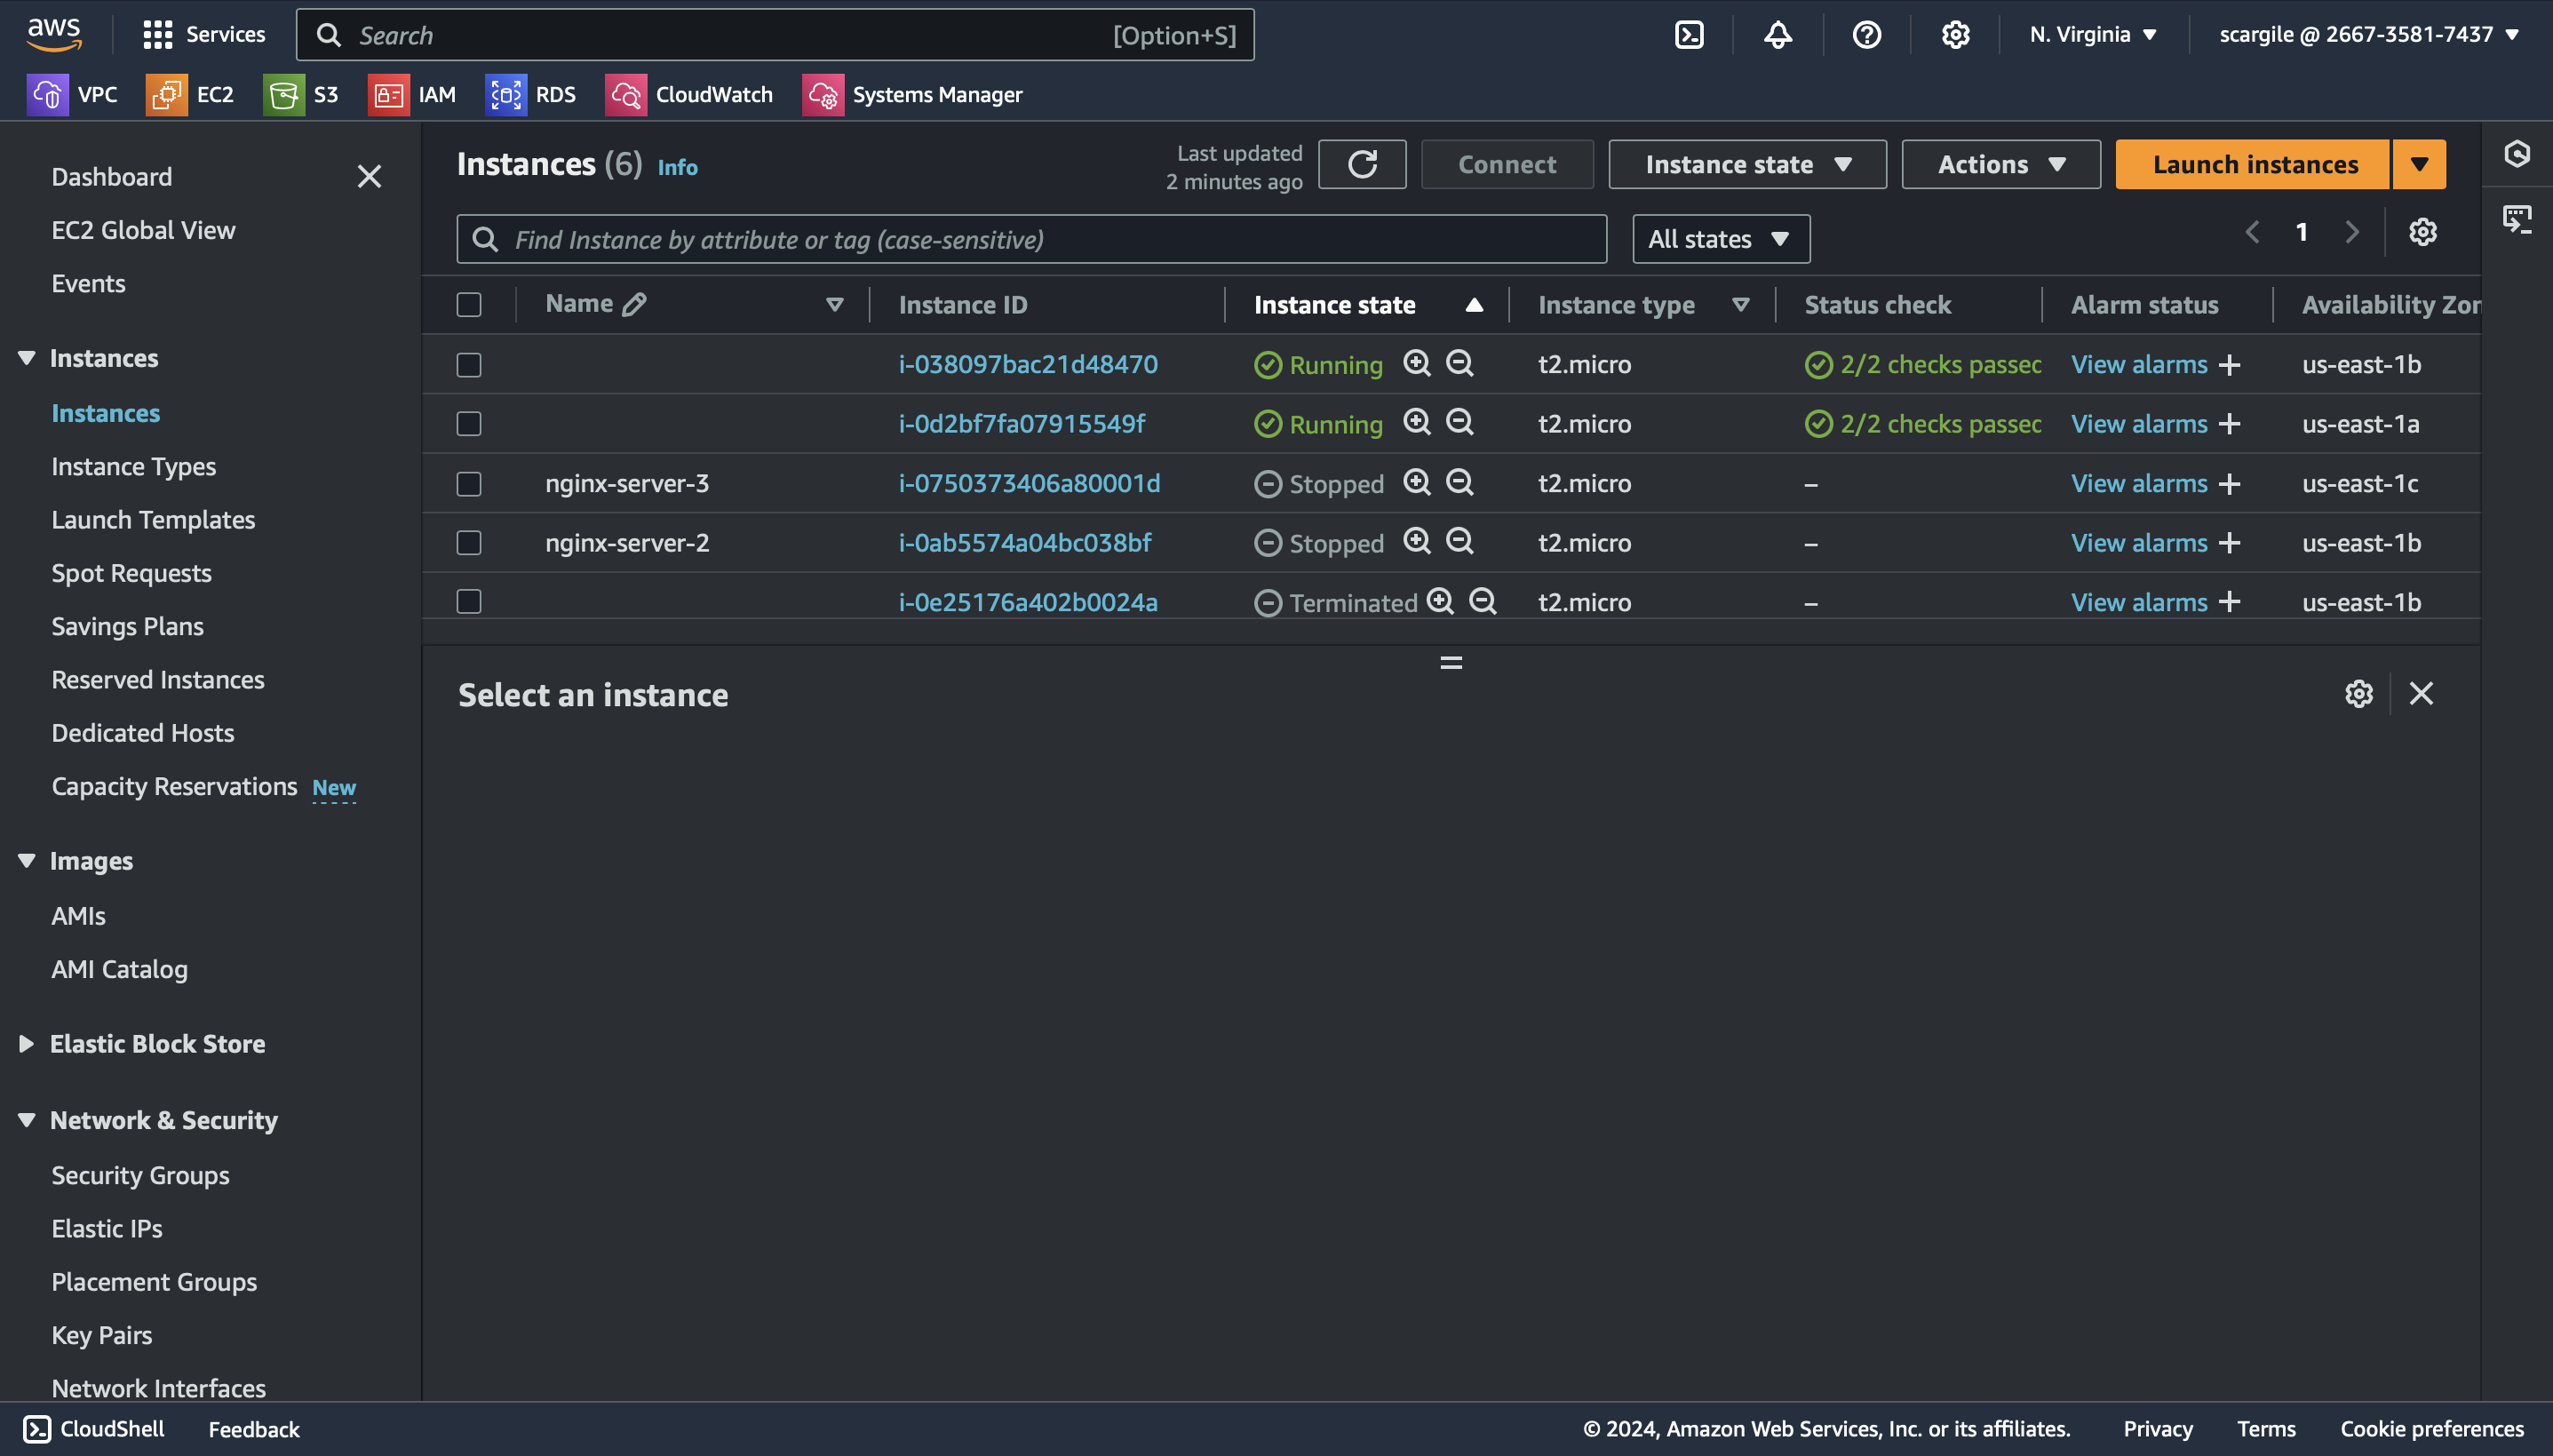 aws Services Search [Option+S] N. Virginia scargile @ 2667-3581-7437
VPC EC2 S3 IAM RDS CloudWatch Systems Manager
Dashboard
EC2 Global View
Events
Instances
Instances
Instance Types
Launch Templates
Spot Requests
Savings Plans
Reserved Instances
Dedicated Hosts
Capacity Reservations New
Images
AMIs
AMI Catalog
Elastic Block Store
Network & Security
Security Groups
Elastic IPs
Placement Groups
Key Pairs
Network Interfaces
Instances (6) Info
Last updated
2 minutes ago
Connect Instance state Actions Launch instances
Find Instance by attribute or tag (case-sensitive) All states 1
Name Instance ID Instance state Instance type Status check Alarm status Availability Zon
i-038097bac21d48470 Running t2.micro 2/2 checks passec View alarms + us-east-1b
i-0d2bf7fa07915549f Running t2.micro 2/2 checks passec View alarms + us-east-1a
nginx-server-3 i-0750373406a80001d Stopped t2.micro – View alarms + us-east-1c
nginx-server-2 i-0ab5574a04bc038bf Stopped t2.micro – View alarms + us-east-1b
i-0e25176a402b0024a Terminated t2.micro – View alarms + us-east-1b
Select an instance
CloudShell Feedback © 2024, Amazon Web Services, Inc. or its affiliates. Privacy Terms Cookie preferences